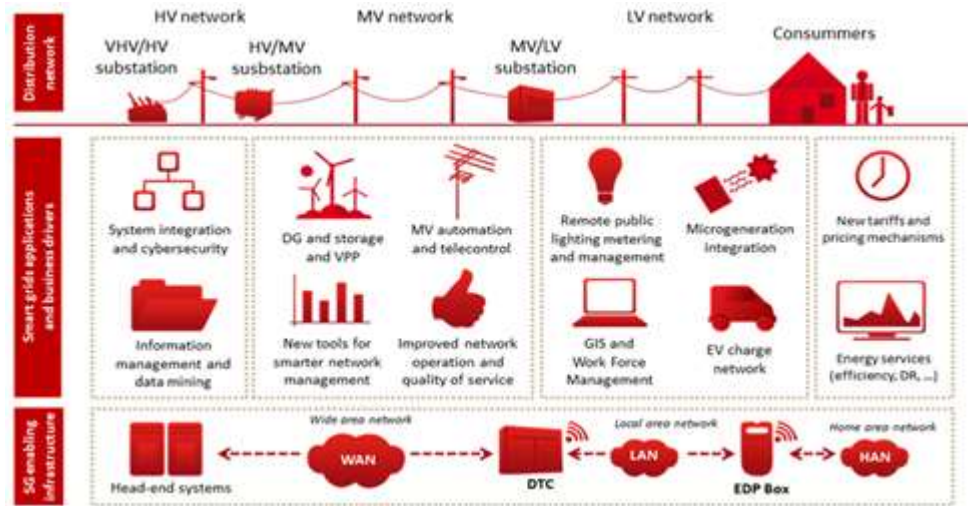 Distribution
network
HV network
MV network
LV network
VHV/HV
substation
HV/MV
susbstation
MV/LV
substation
Consummers
Smart grids applications
and business drivers
System integration
and cybersecurity
DG and storage
and VPP
MV automation
and telecontrol
Remote public
lighting metering
and management
Microgeneration
Integration
New tariffs and
pricing mechanisms
Information
management and
data mining
New tools for
smarter network
management
Improved network
operation and
quality of service
GIS and
Work Force
Management
EV charge
network
Energy services
(efficiency, DR, ...)
SG enabling
infrastructure
Head-end systems
Wide area network
WAN
DTC
Local area network
LAN
EDP Box
Home area network
HAN